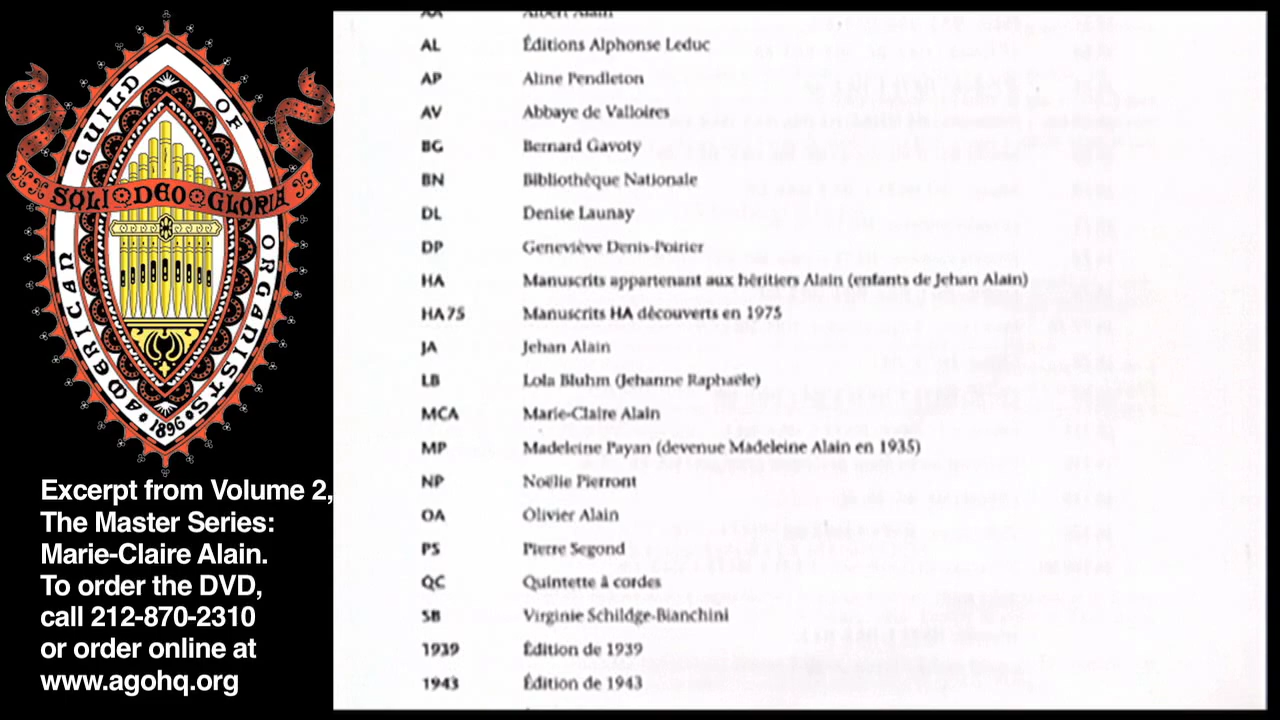 AMERICAN GUILD OF ORGANISTS
SOLI DEO GLORIA
1896
Excerpt from Volume 2,
The Master Series:
Marie-Claire Alain.
To order the DVD,
call 212-870-2310
or order online at
www.agohq.org
AA Albert Alain
AL Éditions Alphonse Leduc
AP Aline Pendleton
AV Abbaye de Valloires
BG Bernard Gavoty
BN Bibliothèque Nationale
DL Denise Launay
DP Geneviève Denis-Poirier
HA Manuscrits appartenant aux héritiers Alain (enfants de Jehan Alain)
HA75 Manuscrits HA découverts en 1975
JA Jehan Alain
LB Lola Bluhm (Jehanne Raphaële)
MCA Marie-Claire Alain
MP Madeleine Payan (devenue Madeleine Alain en 1935)
NP Noëlie Pierront
OA Olivier Alain
PS Pierre Segond
QC Quintette à cordes
SB Virginie Schildge-Bianchini
1939 Édition de 1939
1943 Édition de 1943